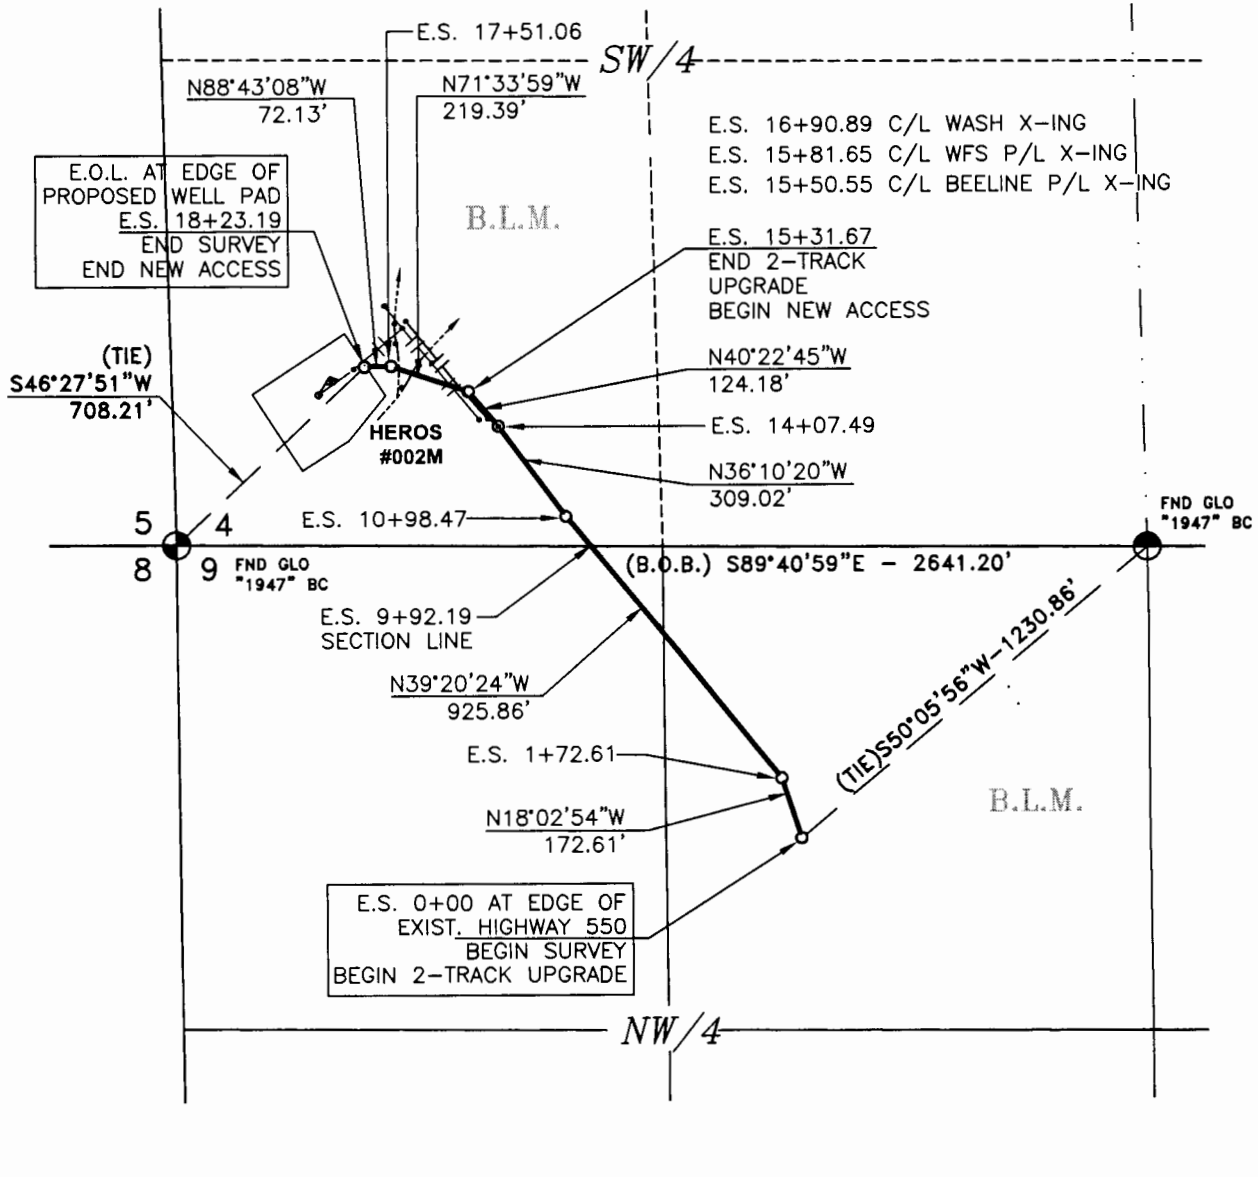 E.S. 17+51.06
SW/4
N88°43'08"W
72.13'
N71°33'59"W
219.39'
E.S. 16+90.89 C/L WASH X-ING
E.S. 15+81.65 C/L WFS P/L X-ING
E.S. 15+50.55 C/L BEELINE P/L X-ING
E.O.L. AT EDGE OF
PROPOSED WELL PAD
E.S. 18+23.19
END SURVEY
END NEW ACCESS
B.L.M.
E.S. 15+31.67
END 2-TRACK
UPGRADE
BEGIN NEW ACCESS
(TIE)
S46°27'51"W
708.21'
N40°22'45"W
124.18'
HEROS
#002M
E.S. 14+07.49
N36°10'20"W
309.02'
E.S. 10+98.47
5 4
8 9
FND GLO
"1947" BC
FND GLO
"1947" BC
(B.O.B.) S89°40'59"E - 2641.20'
E.S. 9+92.19
SECTION LINE
N39°20'24"W
925.86'
(TIE)S50°05'56"W-1230.86'
E.S. 1+72.61
N18°02'54"W
172.61'
B.L.M.
E.S. 0+00 AT EDGE OF
EXIST. HIGHWAY 550
BEGIN SURVEY
BEGIN 2-TRACK UPGRADE
NW/4